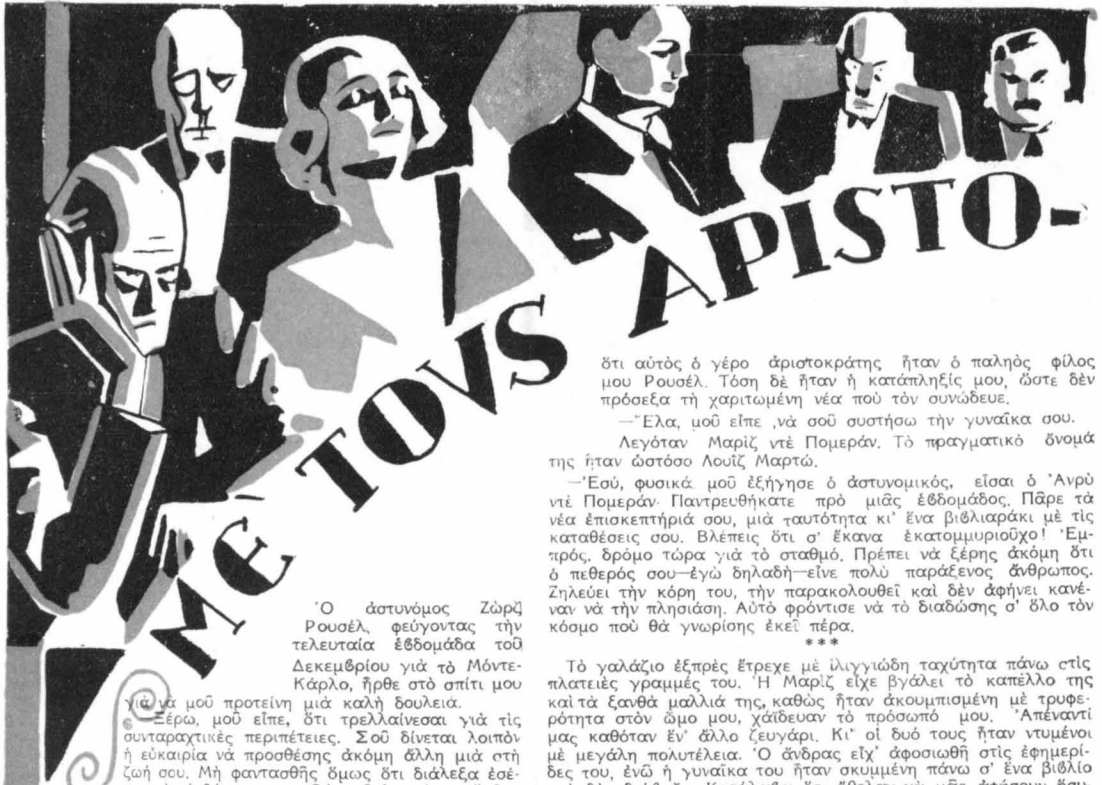 ΜΕ ΤΟΥΣ ΑΡΙΣΤΟ-
Ὁ ἀστυνόμος Ζὼρζ
Ρουσέλ, φεύγοντας τὴν
τελευταία ἑβδομάδα τοῦ
Δεκεμβρίου γιὰ τὸ Μόντε-
Κάρλο, ἦρθε στὸ σπίτι μου
γιὰ νὰ μοῦ προτείνη μιὰ καλὴ δουλειά.
—Ξέρω, μοῦ εἶπε, ὅτι τρελλαίνεσαι γιὰ τὶς
συνταραχτικὲς περιπέτειες. Σοῦ δίνεται λοιπὸν
ἡ εὐκαιρία νὰ προσθέσης ἀκόμη ἄλλη μιὰ στὴ
ζωή σου. Μὴ φαντασθῆς ὅμως ὅτι διάλεξα ἐσέ-
ὅτι αὐτὸς ὁ γέρο ἀριστοκράτης ἦταν ὁ παληὸς φίλος
μου Ρουσέλ. Τόση δὲ ἦταν ἡ κατάπληξίς μου, ὥστε δὲν
πρόσεξα τὴ χαριτωμένη νέα ποὺ τὸν συνώδευε.
—Ἔλα, μοῦ εἶπε ,νὰ σοῦ συστήσω τὴν γυναῖκα σου.
Λεγόταν Μαρὶζ ντὲ Πομεράν. Τὸ πραγματικὸ ὄνομά
της ἦταν ὡστόσο Λουΐζ Μαρτώ.
—Ἐσύ, φυσικά μοῦ ἐξήγησε ὁ ἀστυνομικός, εἶσαι ὁ Ἀνρὺ
ντὲ Πομεράν· Παντρευθήκατε πρὸ μιᾶς ἑβδομάδος. Πᾶρε τὰ
νέα ἐπισκεπτήριά σου, μιὰ ταυτότητα κι' ἕνα βιβλιαράκι μὲ τὶς
καταθέσεις σου. Βλέπεις ὅτι σ' ἔκανα ἑκατομμυριοῦχο! Ἐμ-
πρός, δρόμο τώρα γιὰ τὸ σταθμό. Πρέπει νὰ ξέρης ἀκόμη ὅτι
ὁ πεθερός σου—ἐγὼ δηλαδὴ—εἶνε πολὺ παράξενος ἄνθρωπος.
Ζηλεύει τὴν κόρη του, τὴν παρακολουθεῖ καὶ δὲν ἀφήνει κανέ-
ναν νὰ τὴν πλησιάση. Αὐτὸ φρόντισε νὰ τὸ διαδώσης σ' ὅλο τὸν
κόσμο ποὺ θὰ γνωρίσης ἐκεῖ πέρα.
***
Τὸ γαλάζιο ἐξπρὲς ἔτρεχε μὲ ἰλιγγιώδη ταχύτητα πάνω στὶς
πλατειὲς γραμμές του. Ἡ Μαρὶζ εἶχε βγάλει τὸ καπέλλο της
καὶ τὰ ξανθὰ μαλλιά της, καθὼς ἦταν ἀκουμπισμένη μὲ τρυφε-
ρότητα στὸν ὦμο μου, χάϊδευαν τὸ πρόσωπό μου. Ἀπέναντί
μας καθόταν ἕν' ἄλλο ζευγάρι. Κι' οἱ δυό τους ἦταν ντυμένοι
μὲ μεγάλη πολυτέλεια. Ὁ ἄνδρας εἶχ' ἀφοσιωθῆ στὶς ἐφημερί-
δες του, ἐνῶ ἡ γυναῖκα του ἦταν σκυμμένη πάνω σ' ἕνα βιβλίο